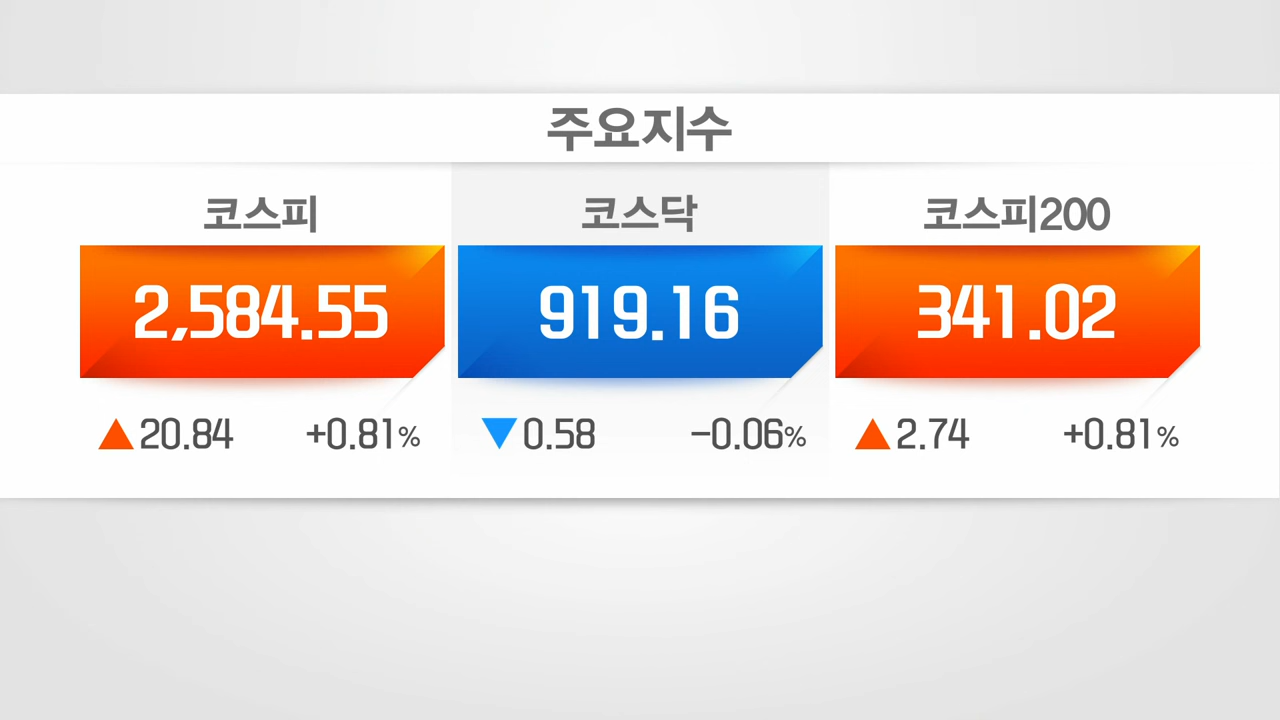 주요지수
코스피 코스닥 코스피200
2,584.55 919.16 341.02
▲20.84 +0.81% ▼0.58 -0.06% ▲2.74 +0.81%